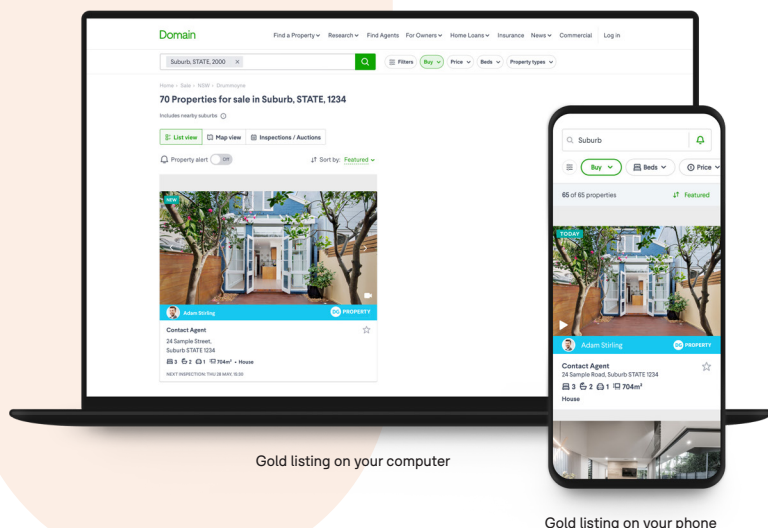 Domain
Find a Property Research Find Agents For Owners Home Loans Insurance News Commercial Log in
Suburb, STATE, 2000 ×
Filters Buy Price Beds Property types
Home > Sale > NSW > Drummoyne
70 Properties for sale in Suburb, STATE, 1234
Includes nearby suburbs
List view Map view Inspections / Auctions
Property alert Off Sort by: Featured
NEW
Adam Stirling DG PROPERTY
Contact Agent
24 Sample Street,
Suburb STATE 1234
3 2 1 704m² • House
NEXT INSPECTION: THU 28 MAY, 15:30
Gold listing on your computer
Suburb
Buy Beds Price
65 of 65 properties Featured
TODAY
Adam Stirling DG PROPERTY
Contact Agent
24 Sample Road, Suburb STATE 1234
3 2 1 704m²
House
Gold listing on your phone